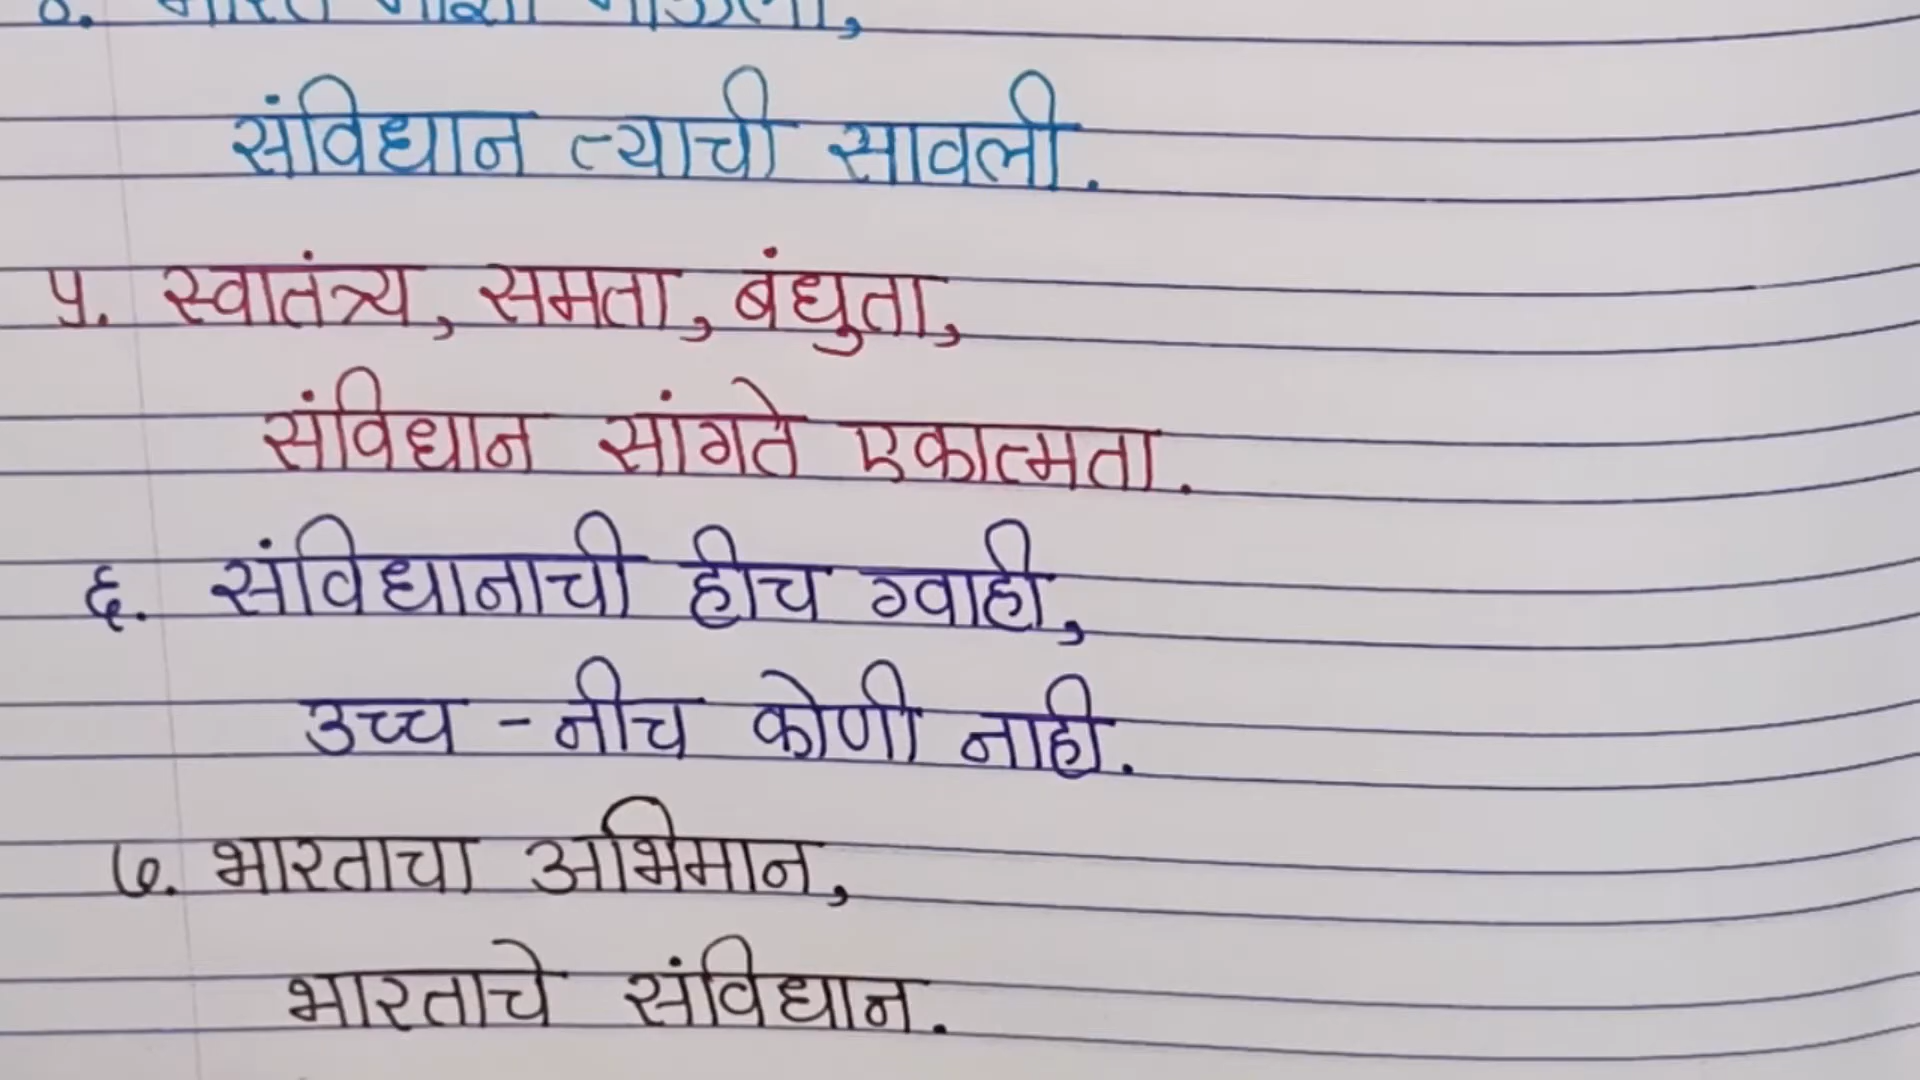 संविधान त्याची सावली.
५. स्वातंत्र्य, समता, बंधुता,
संविधान सांगते एकात्मता.
६. संविधानाची हीच ग्वाही,
उच्च - नीच कोणी नाही.
७. भारताचा अभिमान,
भारताचे संविधान.